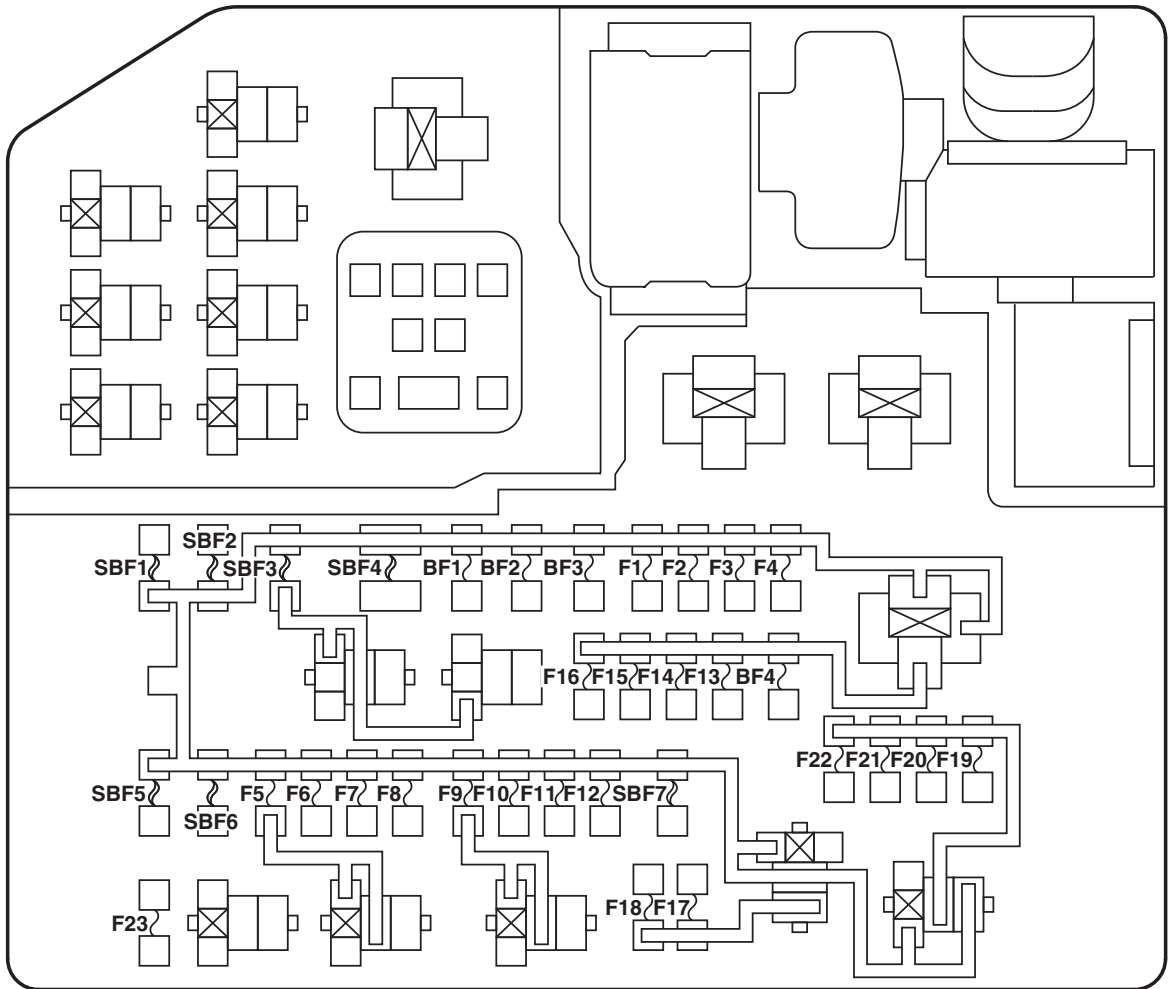 SBF2
SBF1 SBF3 SBF4 BF1 BF2 BF3 F1 F2 F3 F4
F16 F15 F14 F13 BF4
F22 F21 F20 F19
SBF5 F5 F6 F7 F8 F9 F10 F11 F12 SBF7
SBF6
F18 F17
F23